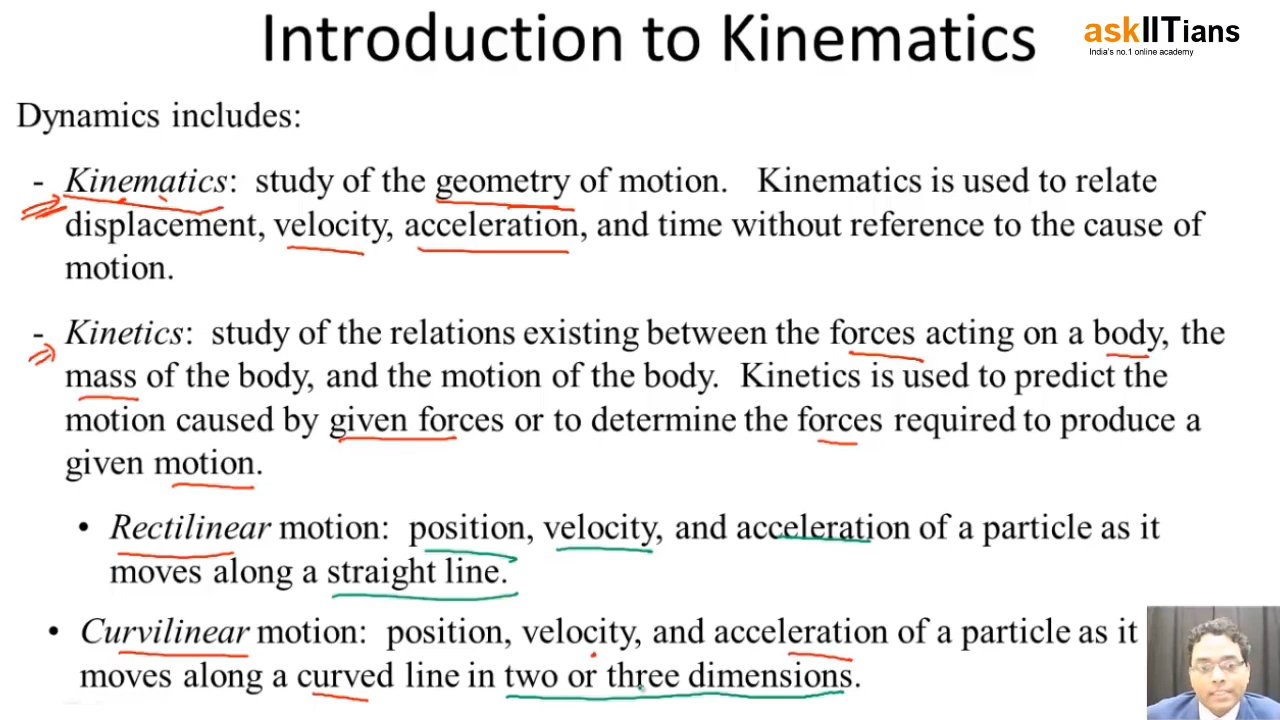 Introduction to Kinematics
askIITians
India's no.1 online academy
Dynamics includes:
- Kinematics: study of the geometry of motion. Kinematics is used to relate
displacement, velocity, acceleration, and time without reference to the cause of
motion.
- Kinetics: study of the relations existing between the forces acting on a body, the
mass of the body, and the motion of the body. Kinetics is used to predict the
motion caused by given forces or to determine the forces required to produce a
given motion.
• Rectilinear motion: position, velocity, and acceleration of a particle as it
moves along a straight line.
• Curvilinear motion: position, velocity, and acceleration of a particle as it
moves along a curved line in two or three dimensions.